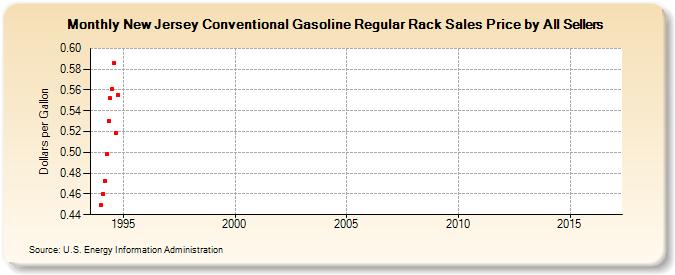 Monthly New Jersey Conventional Gasoline Regular Rack Sales Price by All Sellers
Dollars per Gallon
0.60
0.58
0.56
0.54
0.52
0.50
0.48
0.46
0.44
1995 2000 2005 2010 2015
Source: U.S. Energy Information Administration